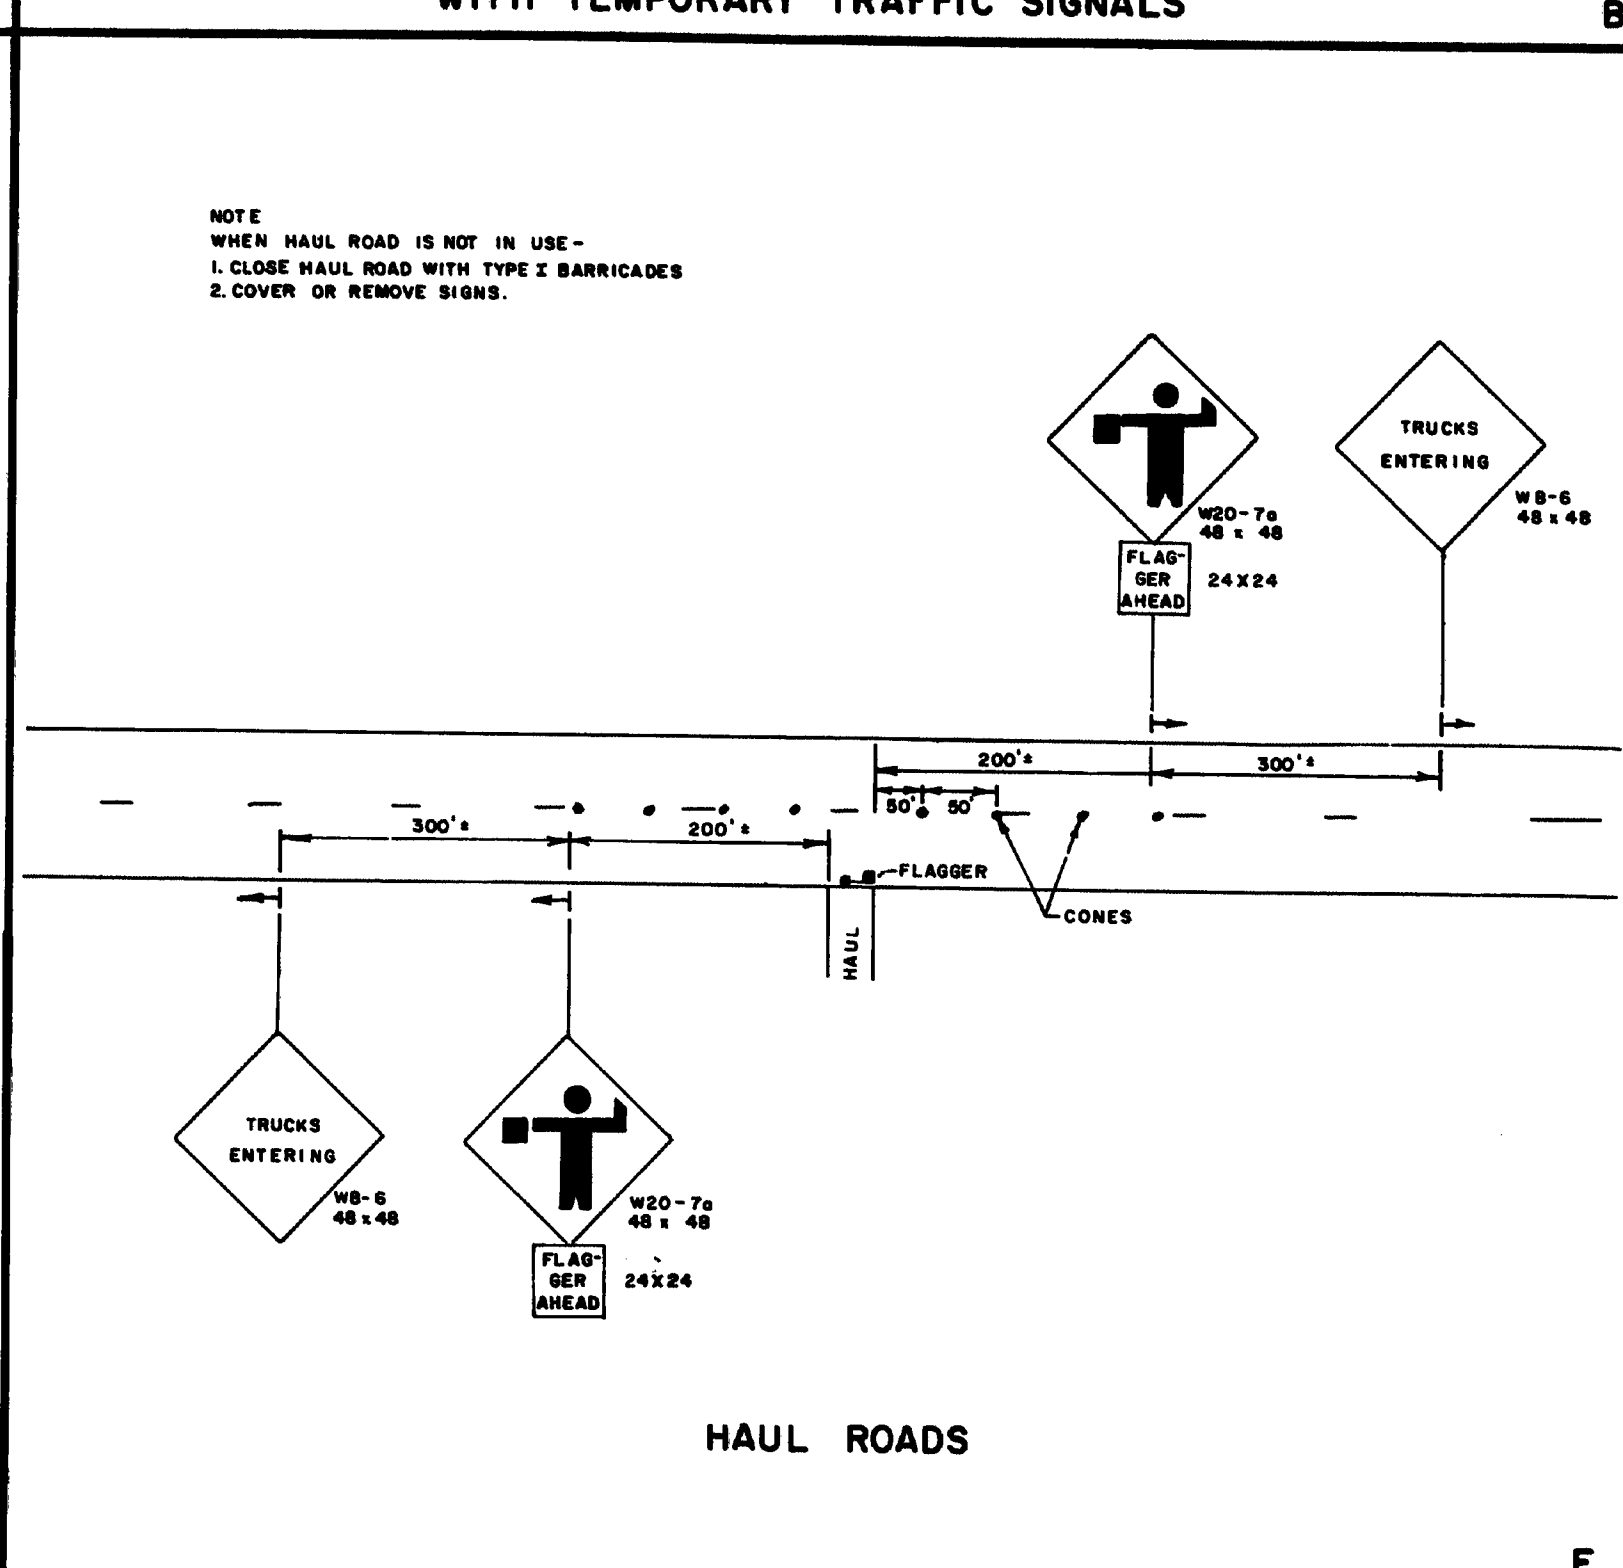 WITH TEMPORARY TRAFFIC SIGNALS
B
NOTE
WHEN HAUL ROAD IS NOT IN USE-
1. CLOSE HAUL ROAD WITH TYPE I BARRICADES
2. COVER OR REMOVE SIGNS.
TRUCKS
ENTERING
W8-6
48 x 48
W20-7a
48 x 48
FLAG-
GER
AHEAD
24X24
200'±
300'±
50'
50'
300'±
200'±
FLAGGER
CONES
HAUL
TRUCKS
ENTERING
W8-6
48 x 48
W20-7a
48 x 48
FLAG-
GER
AHEAD
24X24
HAUL ROADS